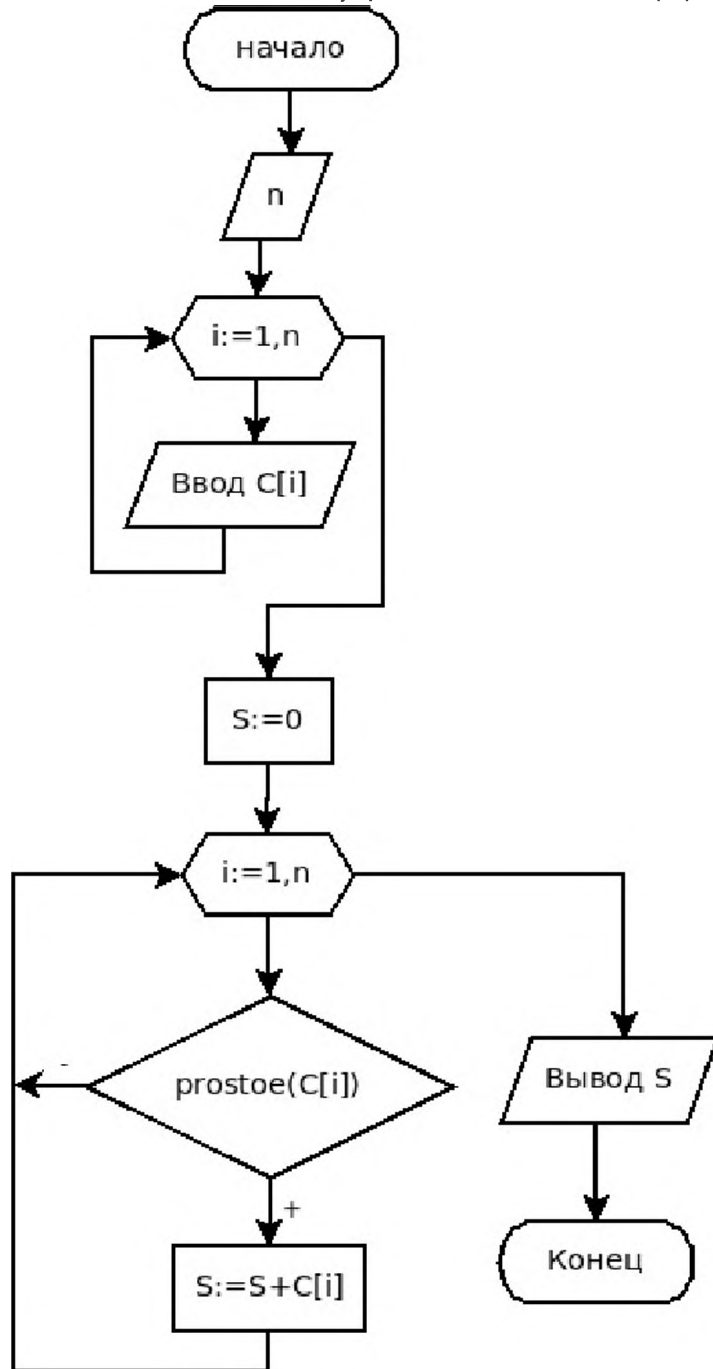 начало
n
i:=1,n
Ввод C[i]
S:=0
i:=1,n
prostoe(C[i])
-
+
S:=S+C[i]
Вывод S
Конец